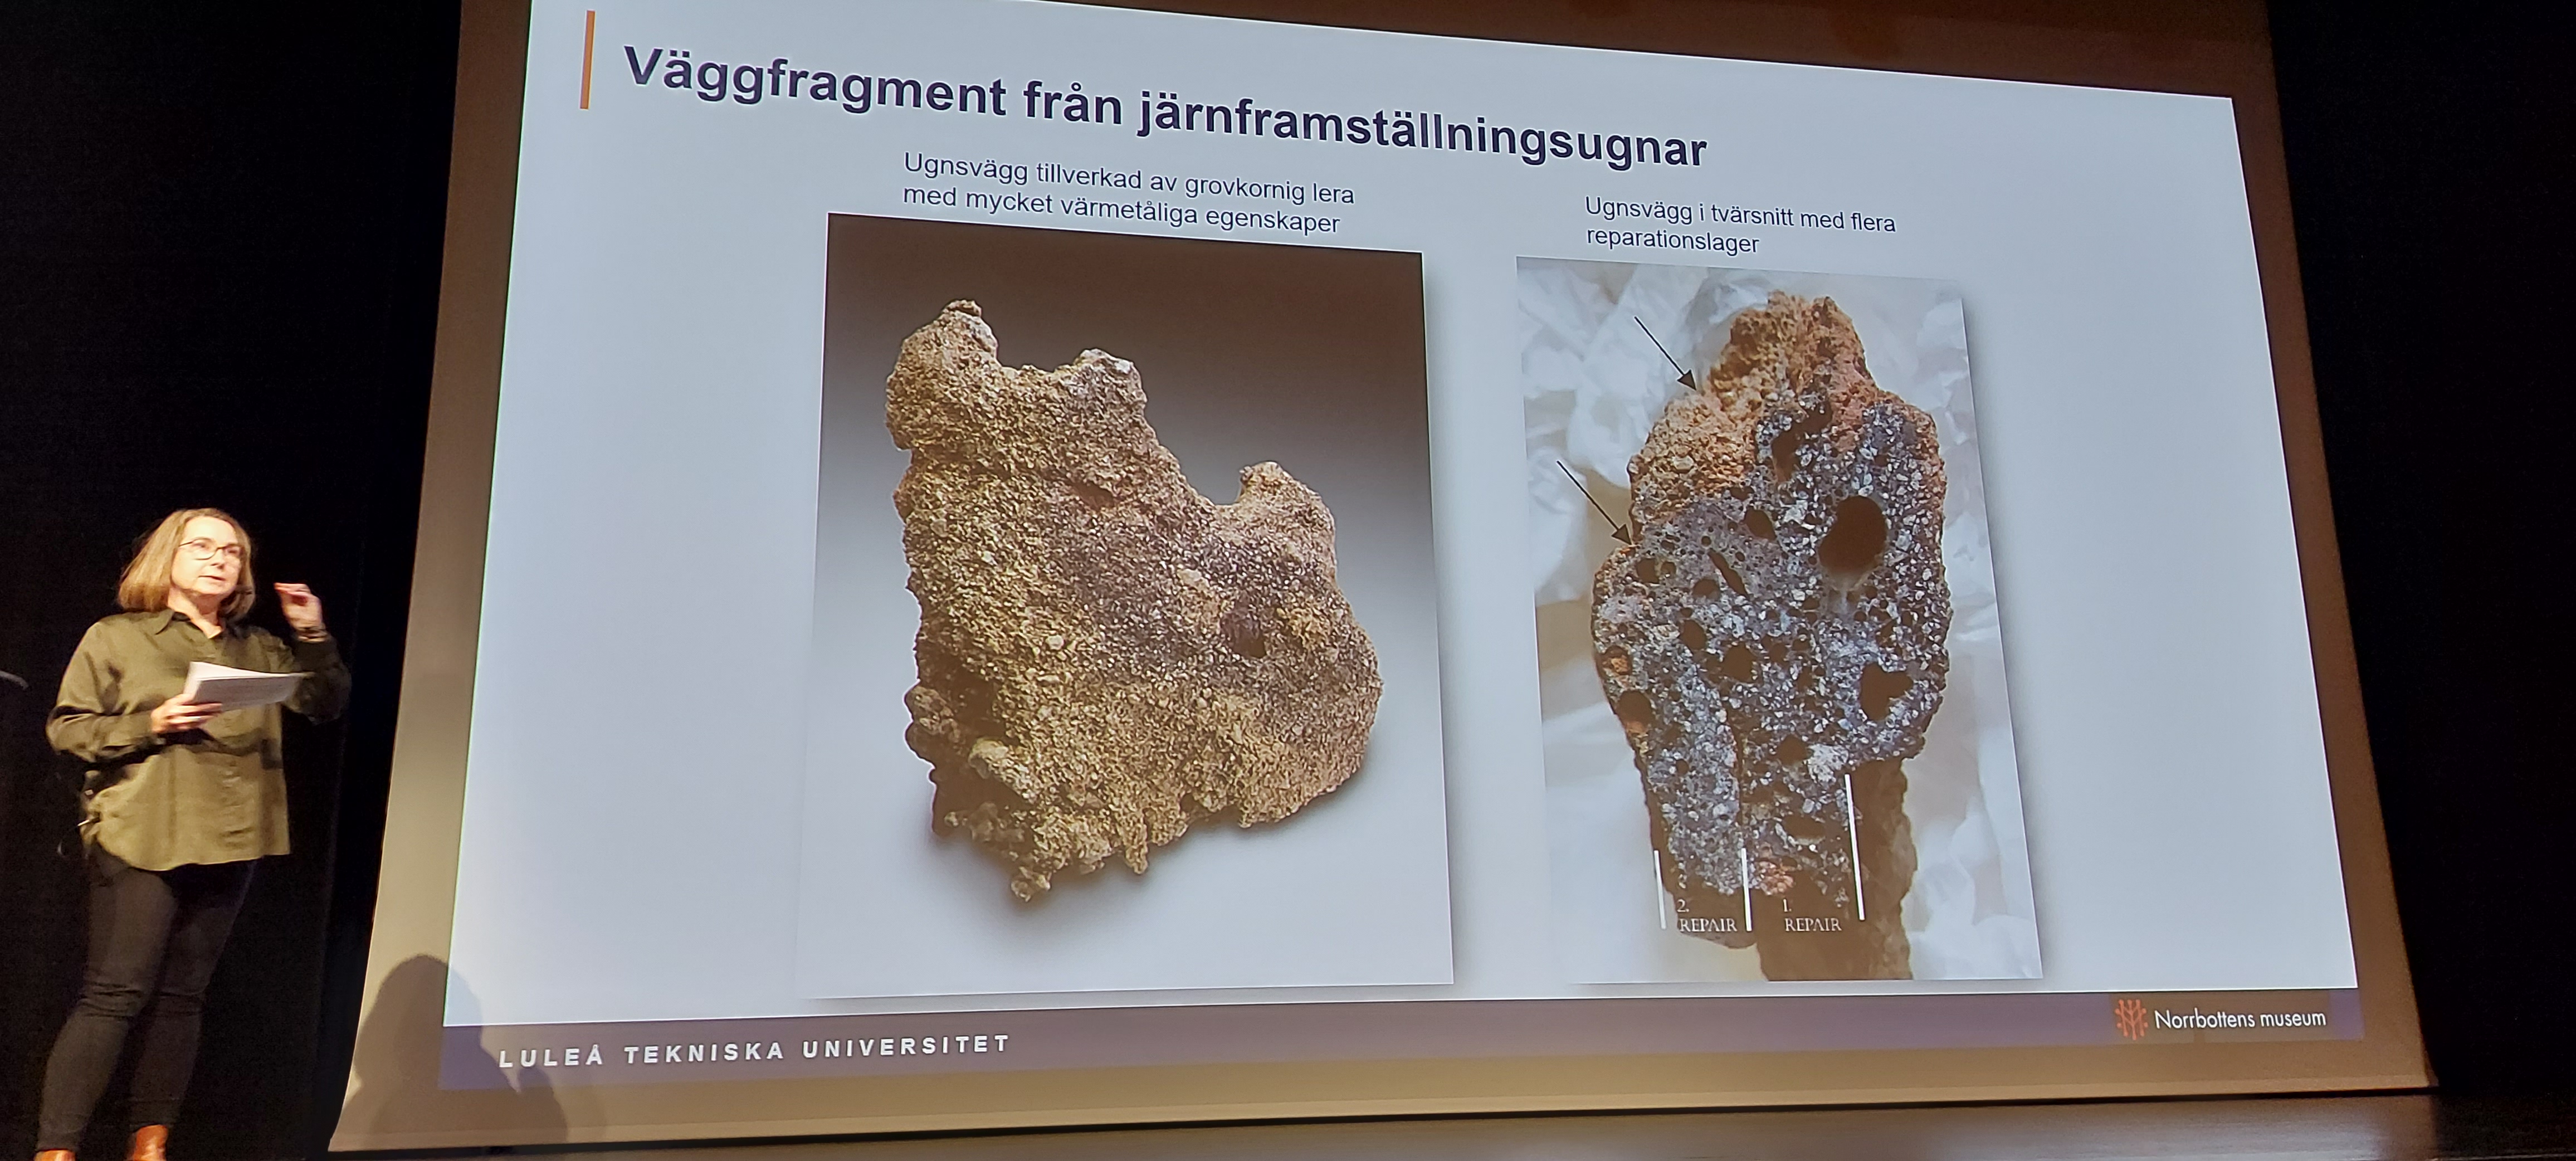 Väggfragment från järnframställningsugnar
Ugnsvägg tillverkad av grovkornig lera
med mycket värmetåliga egenskaper
Ugnsvägg i tvärsnitt med flera
reparationslager
2.
REPAIR
1.
REPAIR
LULEÅ TEKNISKA UNIVERSITET
Norrbottens museum